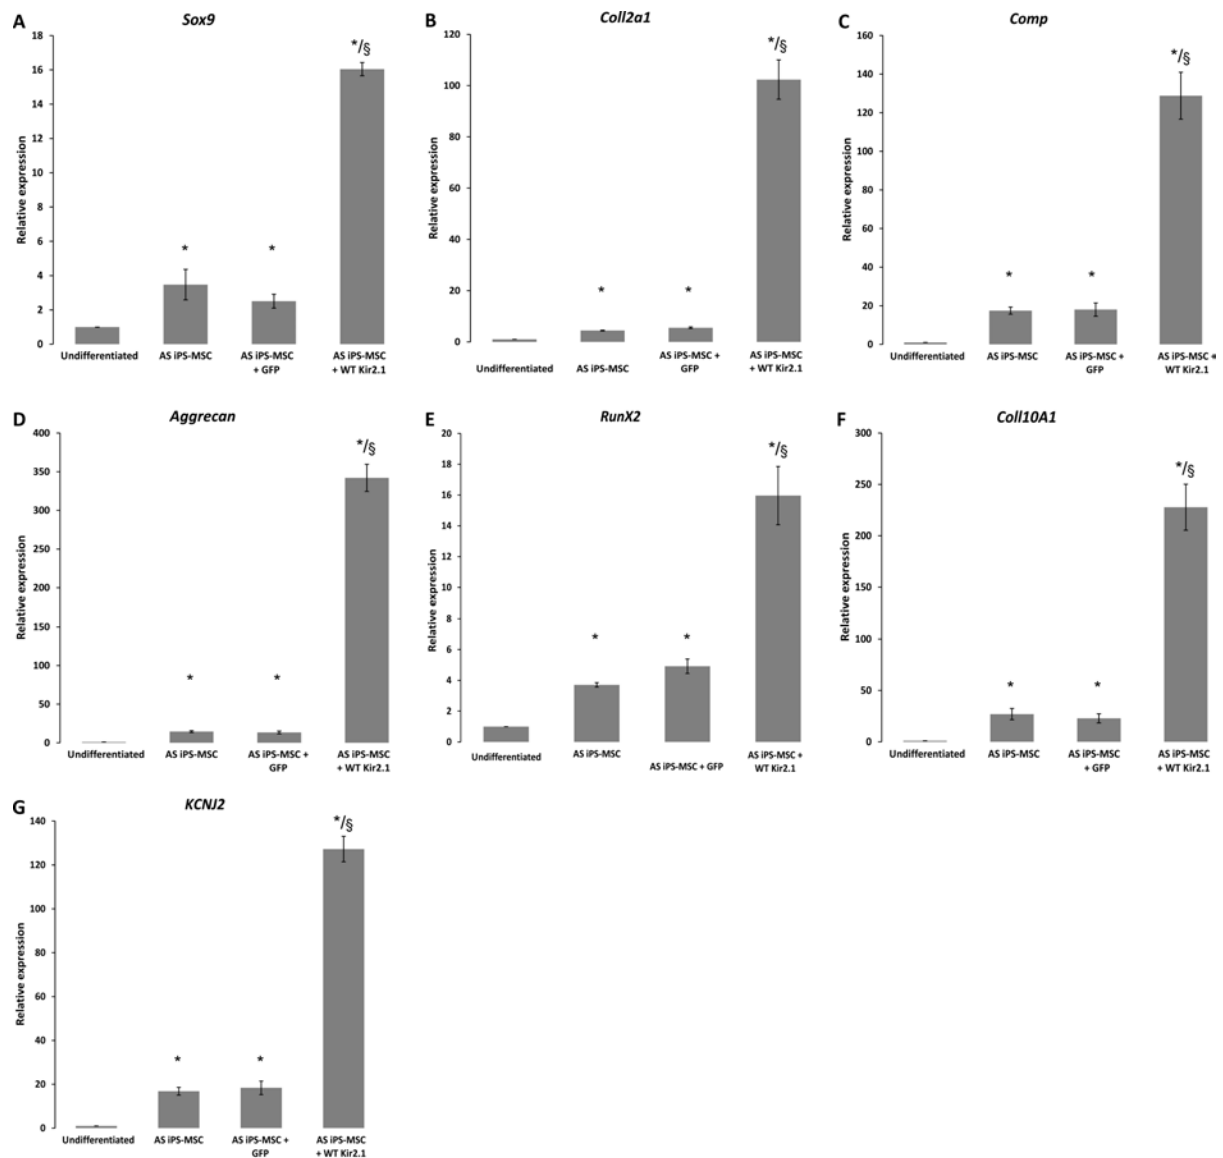 A
Sox9
Relative expression
18
16
14
12
10
8
6
4
2
0
*
*
*/§
Undifferentiated
AS iPS-MSC
AS iPS-MSC
+ GFP
AS iPS-MSC
+ WT Kir2.1
B
Coll2a1
Relative expression
120
100
80
60
40
20
0
*
*
*/§
Undifferentiated
AS iPS-MSC
AS iPS-MSC +
GFP
AS iPS-MSC
+ WT Kir2.1
C
Comp
Relative expression
160
140
120
100
80
60
40
20
0
*
*
*/§
Undifferentiated
AS iPS-MSC
AS iPS-MSC +
GFP
AS iPS-MSC +
WT Kir2.1
D
Aggrecan
Relative expression
400
350
300
250
200
150
100
50
0
*
*
*/§
Undifferentiated
AS iPS-MSC
AS iPS-MSC +
GFP
AS iPS-MSC
+ WT Kir2.1
E
RunX2
Relative expression
20
18
16
14
12
10
8
6
4
2
0
*
*
*/§
Undifferentiated
AS iPS-MSC
AS iPS-MSC + GFP
AS iPS-MSC +
WT Kir2.1
F
Coll10A1
Relative expression
300
250
200
150
100
50
0
*
*
*/§
Undifferentiated
AS iPS-MSC
AS iPS-MSC
+ GFP
AS iPS-MSC
+ WT Kir2.1
G
KCNJ2
Relative expression
140
120
100
80
60
40
20
0
*
*
*/§
Undifferentiated
AS iPS-MSC
AS iPS-MSC +
GFP
AS iPS-MSC
+ WT Kir2.1